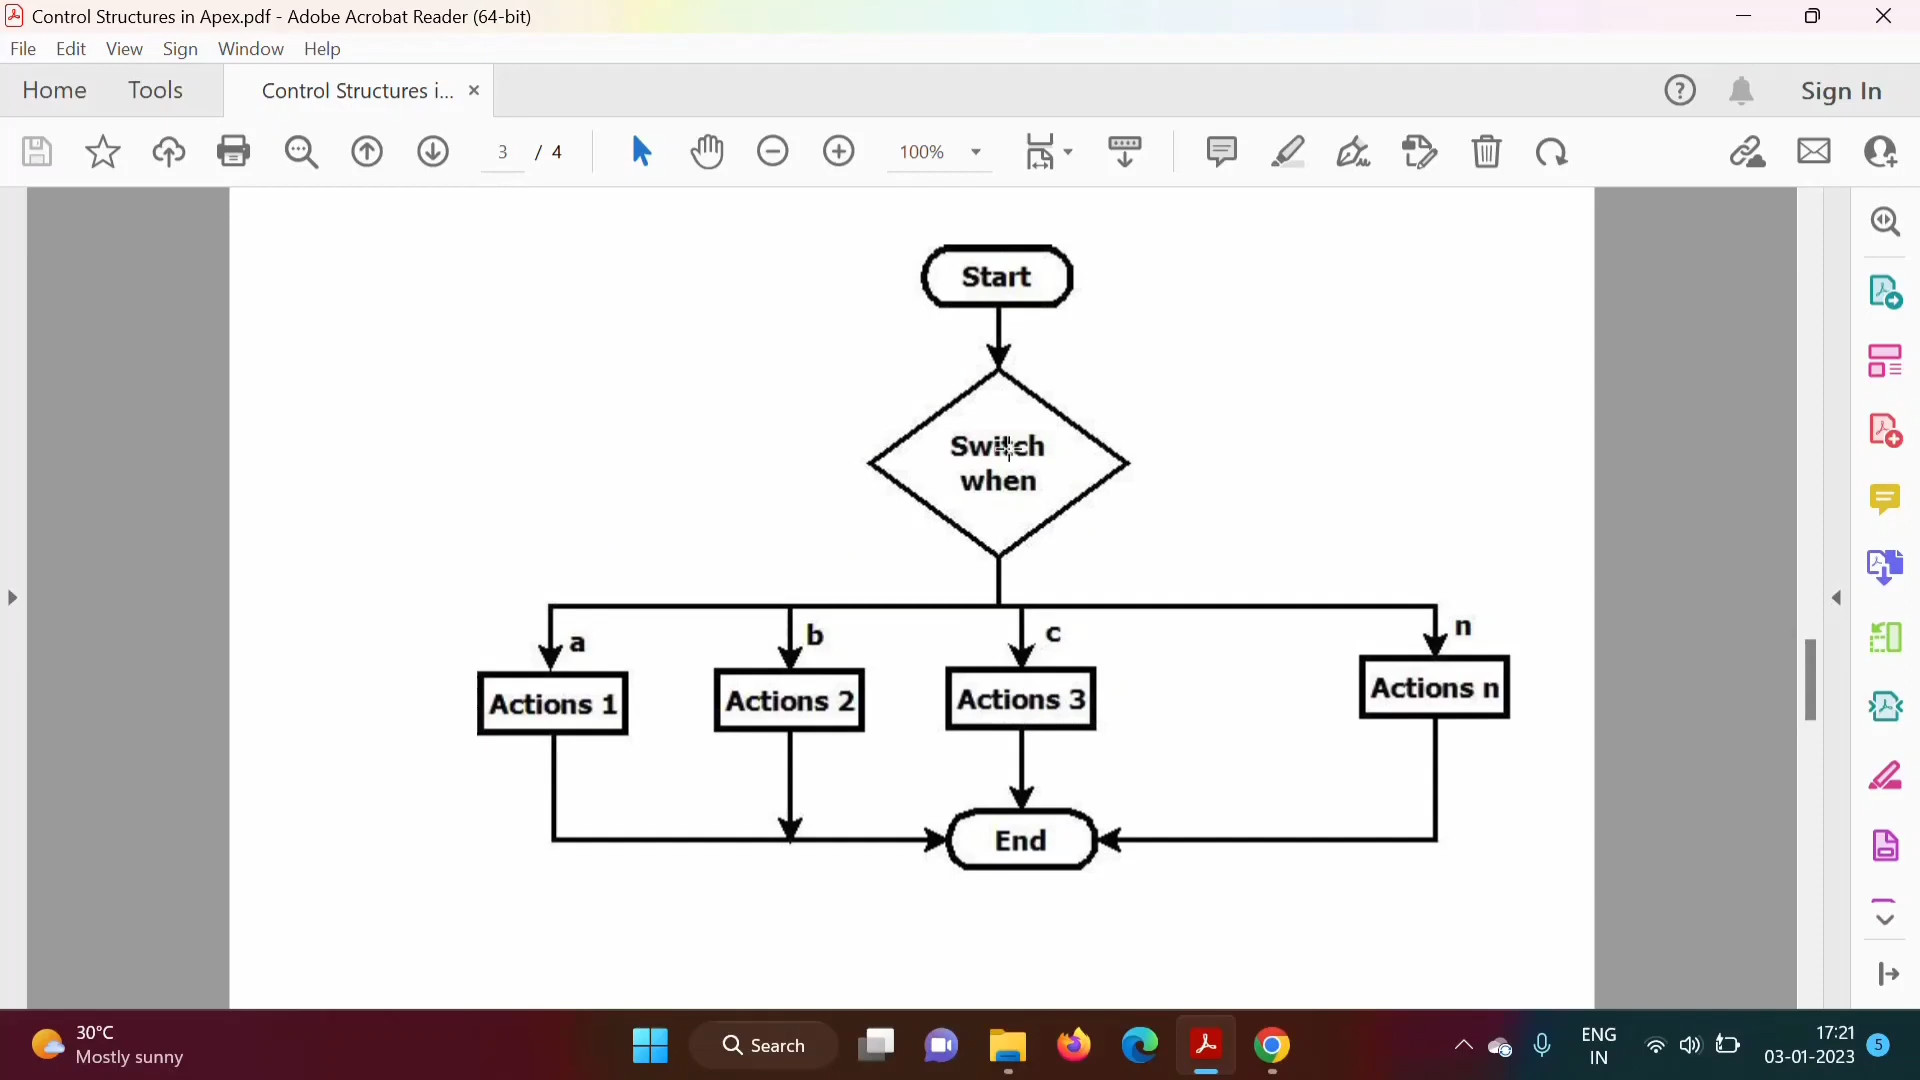 Control Structures in Apex.pdf - Adobe Acrobat Reader (64-bit)
File Edit View Sign Window Help
Home Tools Control Structures i... Sign In
3 / 4 100%
Start
Switch
when
a b c n
Actions 1 Actions 2 Actions 3 Actions n
End
30°C
Mostly sunny
Search
ENG
IN
17:21
03-01-2023
5